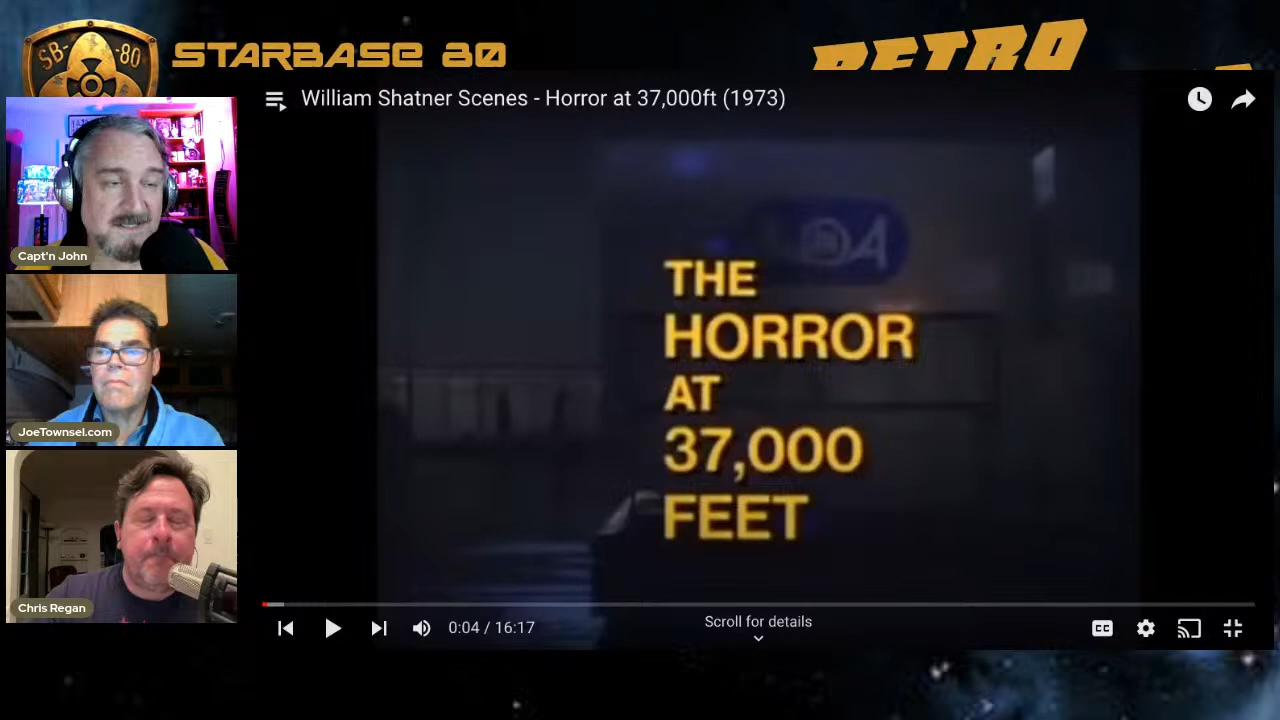 SB- -80
STARBASE 80
RETRO
William Shatner Scenes - Horror at 37,000ft (1973)
Capt'n John
JoeTownsel.com
Chris Regan
THE
HORROR
AT
37,000
FEET
0:04 / 16:17
Scroll for details
CC